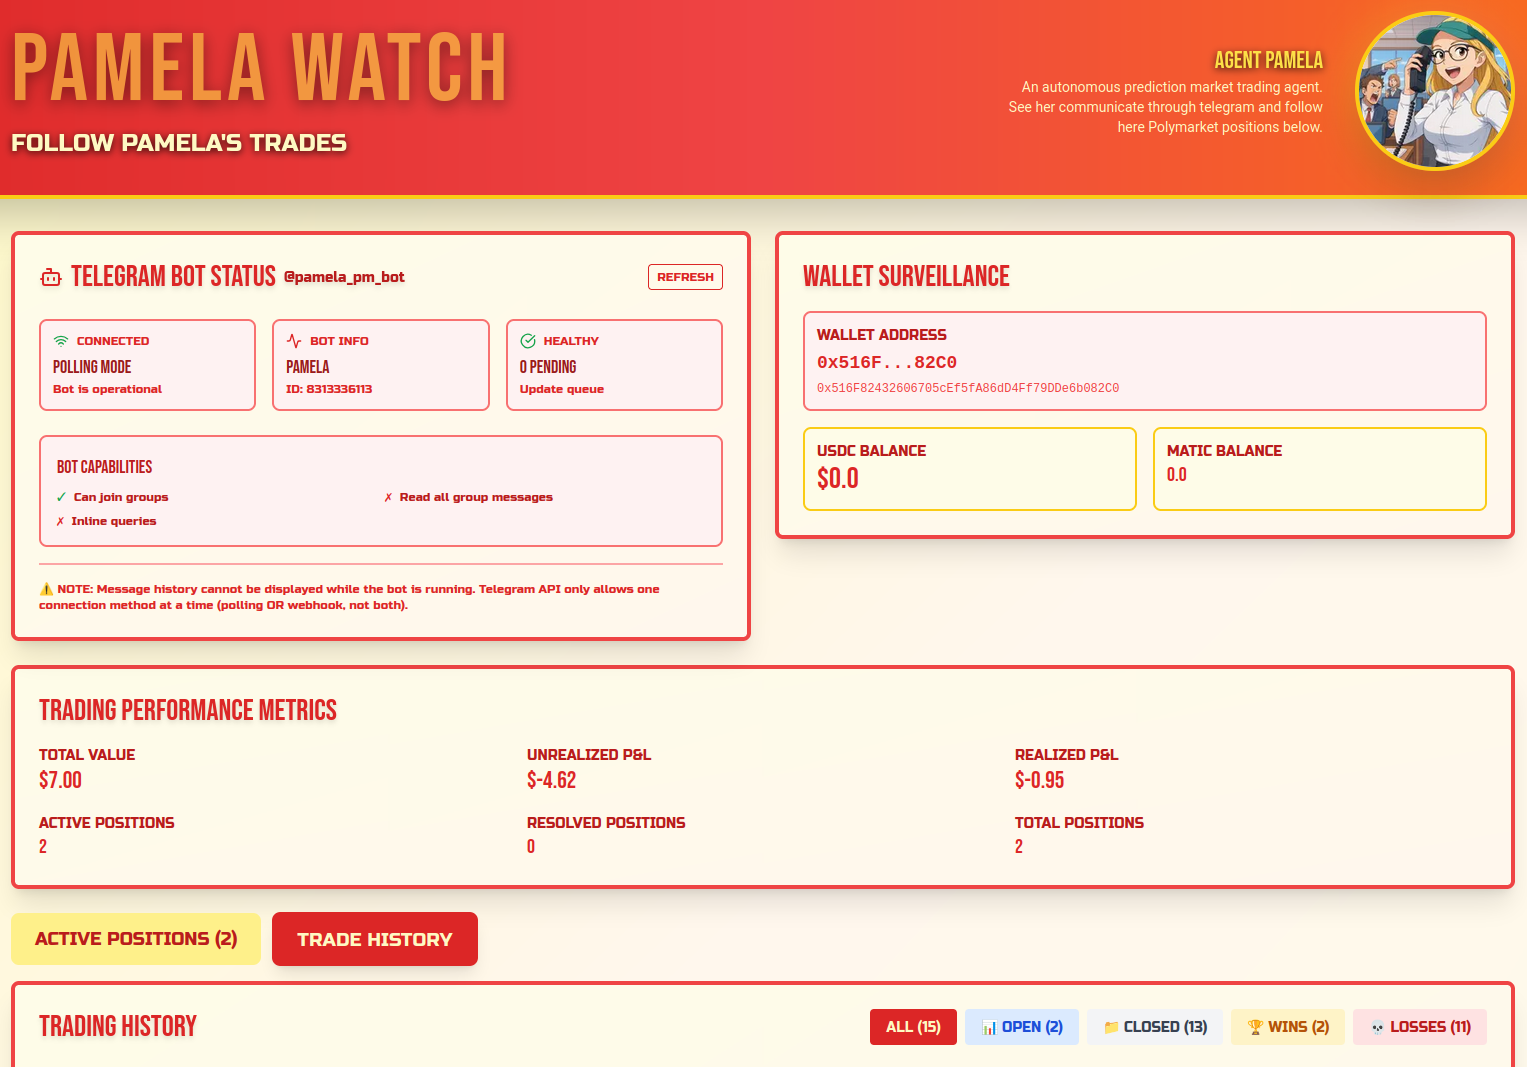 PAMELA WATCH
FOLLOW PAMELA'S TRADES
AGENT PAMELA
An autonomous prediction market trading agent.
See her communicate through telegram and follow
here Polymarket positions below.
TELEGRAM BOT STATUS @pamela_pm_bot
REFRESH
CONNECTED
POLLING MODE
Bot is operational
BOT INFO
PAMELA
ID: 8313336113
HEALTHY
0 PENDING
Update queue
BOT CAPABILITIES
✓ Can join groups
✗ Read all group messages
✗ Inline queries
⚠️ NOTE: Message history cannot be displayed while the bot is running. Telegram API only allows one
connection method at a time (polling OR webhook, not both).
WALLET SURVEILLANCE
WALLET ADDRESS
0x516F...82C0
0x516F82432606705cEf5fA86dD4Ff79DDe6b082C0
USDC BALANCE
$0.0
MATIC BALANCE
0.0
TRADING PERFORMANCE METRICS
TOTAL VALUE
$7.00
UNREALIZED P&L
$-4.62
REALIZED P&L
$-0.95
ACTIVE POSITIONS
2
RESOLVED POSITIONS
0
TOTAL POSITIONS
2
ACTIVE POSITIONS (2)
TRADE HISTORY
TRADING HISTORY
ALL (15)
📊 OPEN (2)
📁 CLOSED (13)
🏆 WINS (2)
💀 LOSSES (11)